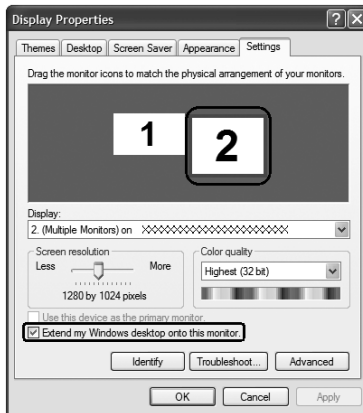 Display Properties
Themes Desktop Screen Saver Appearance Settings
Drag the monitor icons to match the physical arrangement of your monitors.
1 2
Display:
2. (Multiple Monitors) on XXXXXXXXXXXXXXXXXXXXXX
Screen resolution
Less More
1280 by 1024 pixels
Color quality
Highest (32 bit)
Use this device as the primary monitor.
Extend my Windows desktop onto this monitor.
Identify Troubleshoot... Advanced
OK Cancel Apply